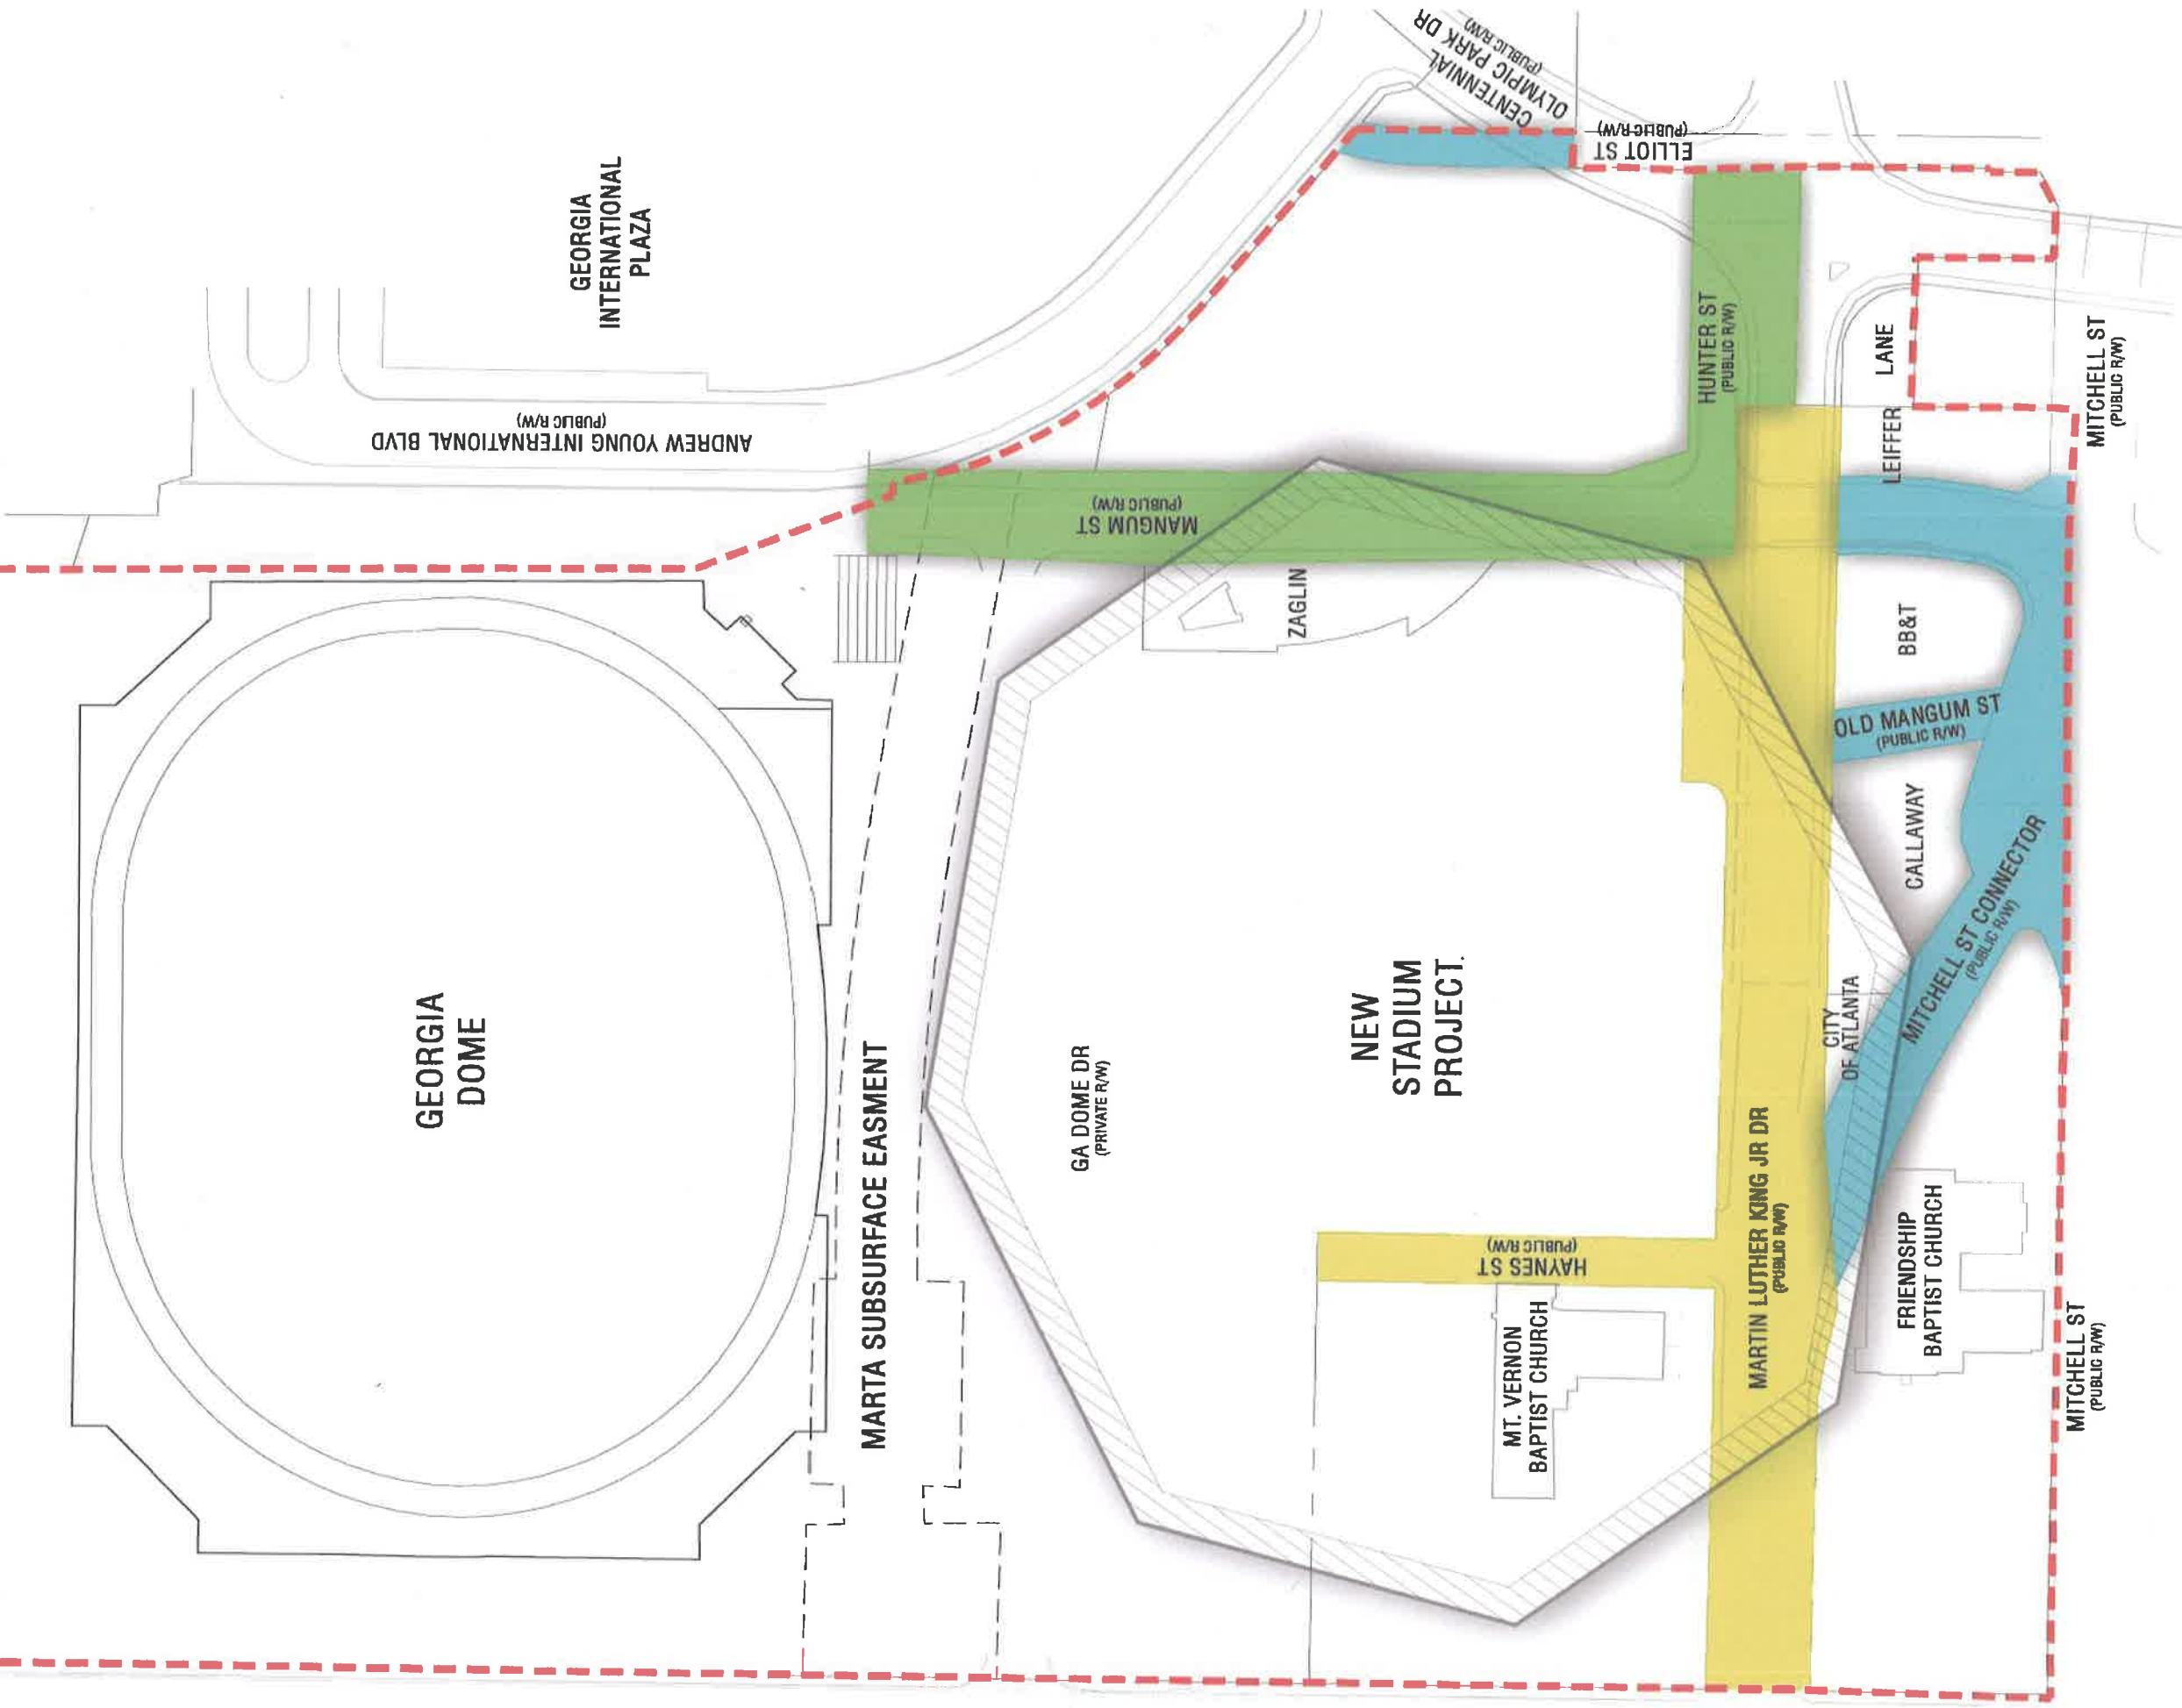 GEORGIA
INTERNATIONAL
PLAZA
ANDREW YOUNG INTERNATIONAL BLVD
(PUBLIC R/W)
CENTENNIAL
OLYMPIC PARK DR
(PUBLIC R/W)
ELLIOT ST
(PUBLIC R/W)
GEORGIA
DOME
MARTA SUBSURFACE EASMENT
MANGUM ST
(PUBLIC R/W)
HUNTER ST
(PUBLIC R/W)
ZAGLIN
LANE
LEIFFER
MITCHELL ST
(PUBLIC R/W)
BB&T
OLD MANGUM ST
(PUBLIC R/W)
CALLAWAY
MITCHELL ST CONNECTOR
(PUBLIC R/W)
CITY
OF ATLANTA
GA DOME DR
(PRIVATE R/W)
NEW
STADIUM
PROJECT.
HAYNES ST
(PUBLIC R/W)
MARTIN LUTHER KING JR DR
(PUBLIC R/W)
MT. VERNON
BAPTIST CHURCH
FRIENDSHIP
BAPTIST CHURCH
MITCHELL ST
(PUBLIC R/W)